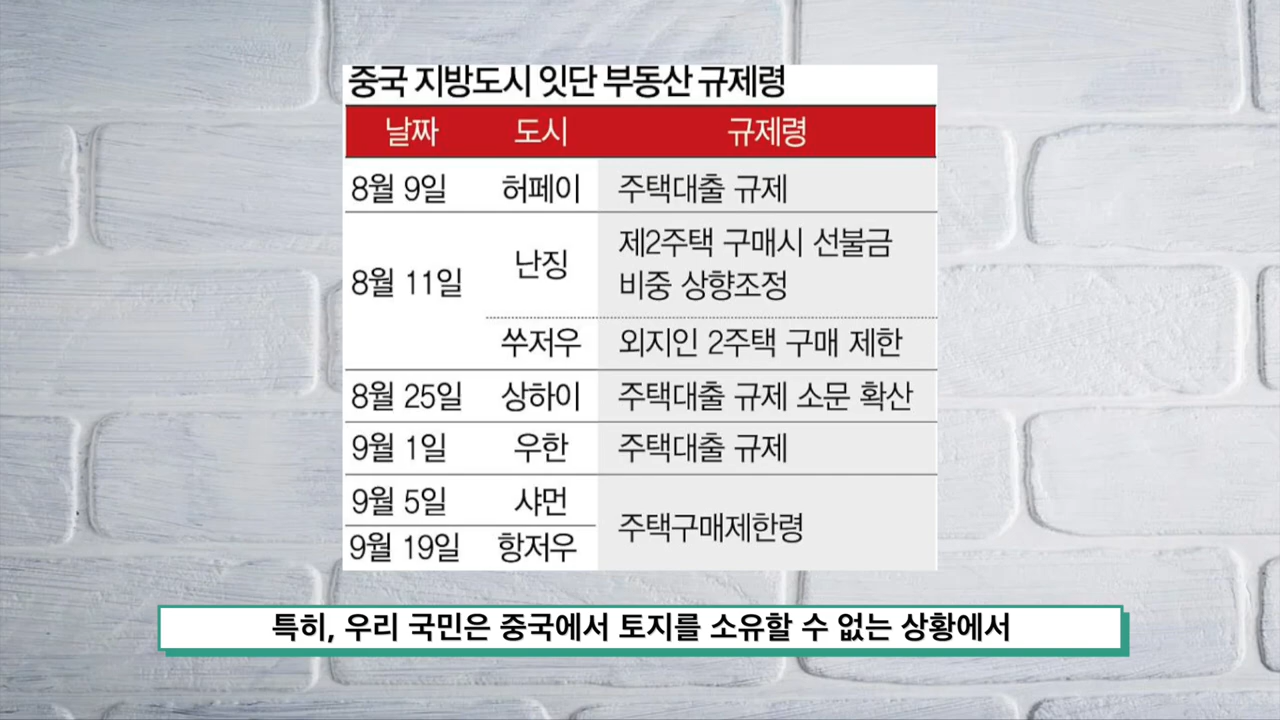 중국 지방도시 잇단 부동산 규제령
날짜 도시 규제령
8월 9일 허페이 주택대출 규제
8월 11일 난징 제2주택 구매시 선불금
비중 상향조정
쑤저우 외지인 2주택 구매 제한
8월 25일 상하이 주택대출 규제 소문 확산
9월 1일 우한 주택대출 규제
9월 5일 샤먼 주택구매제한령
9월 19일 항저우
특히, 우리 국민은 중국에서 토지를 소유할 수 없는 상황에서